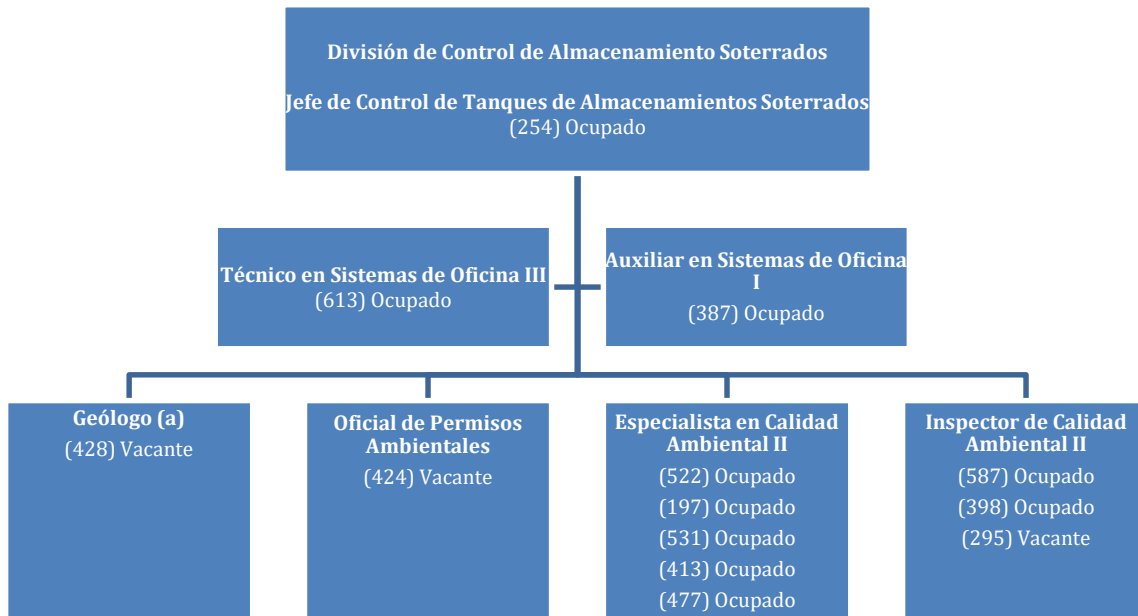 División de Control de Almacenamiento Soterrados
Jefe de Control de Tanques de Almacenamientos Soterrados
(254) Ocupado
Técnico en Sistemas de Oficina III
(613) Ocupado
Auxiliar en Sistemas de Oficina
I
(387) Ocupado
Geólogo (a)
(428) Vacante
Oficial de Permisos
Ambientales
(424) Vacante
Especialista en Calidad
Ambiental II
(522) Ocupado
(197) Ocupado
(531) Ocupado
(413) Ocupado
(477) Ocupado
Inspector de Calidad
Ambiental II
(587) Ocupado
(398) Ocupado
(295) Vacante